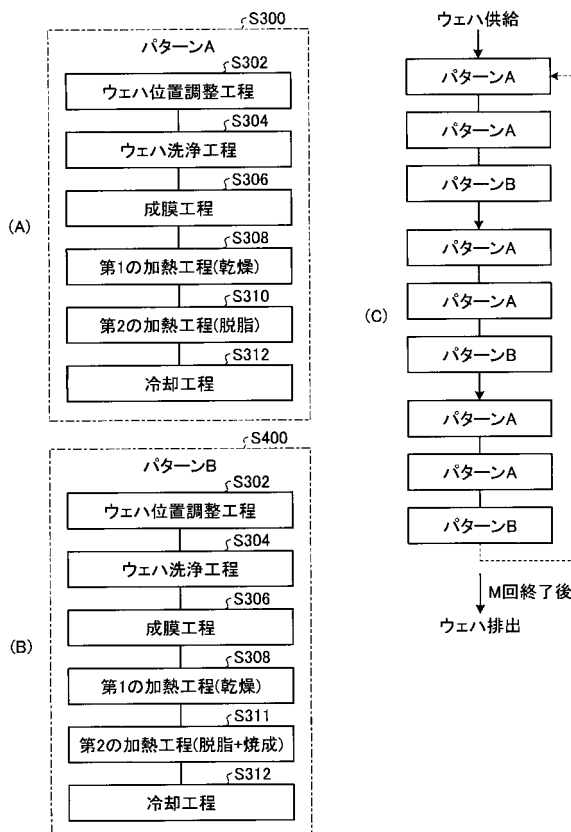 S300
パターンA
S302
ウェハ位置調整工程
S304
ウェハ洗浄工程
S306
成膜工程
(A)
S308
第1の加熱工程(乾燥)
S310
第2の加熱工程(脱脂)
S312
冷却工程
S400
パターンB
S302
ウェハ位置調整工程
S304
ウェハ洗浄工程
S306
成膜工程
(B)
S308
第1の加熱工程(乾燥)
S311
第2の加熱工程(脱脂+焼成)
S312
冷却工程
ウェハ供給
パターンA
パターンA
パターンB
パターンA
(C)
パターンA
パターンB
パターンA
パターンA
パターンB
M回終了後
ウェハ排出